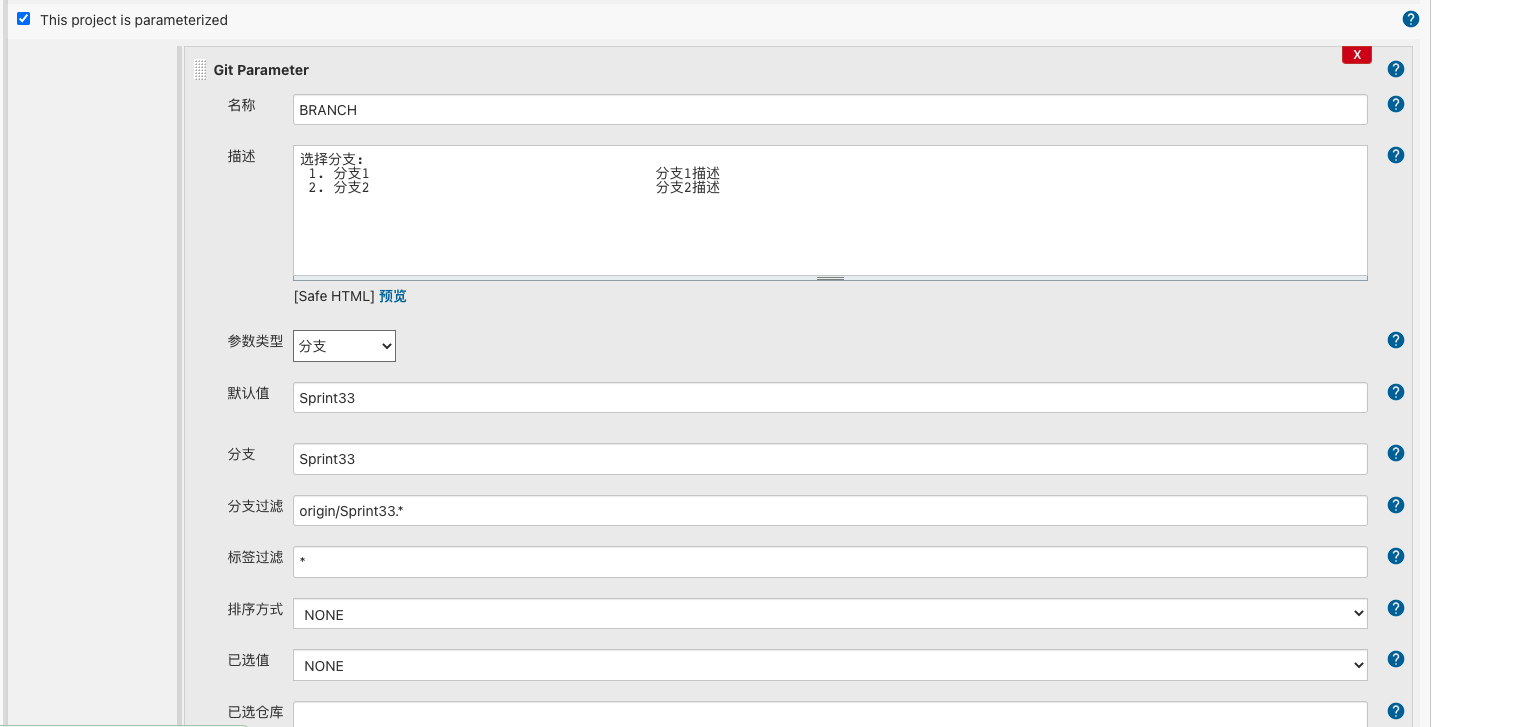 This project is parameterized
X
Git Parameter
名称
BRANCH
描述
选择分支:
1. 分支1 分支1描述
2. 分支2 分支2描述
[Safe HTML] 预览
参数类型
分支
默认值
Sprint33
分支
Sprint33
分支过滤
origin/Sprint33.*
标签过滤
*
排序方式
NONE
已选值
NONE
已选仓库